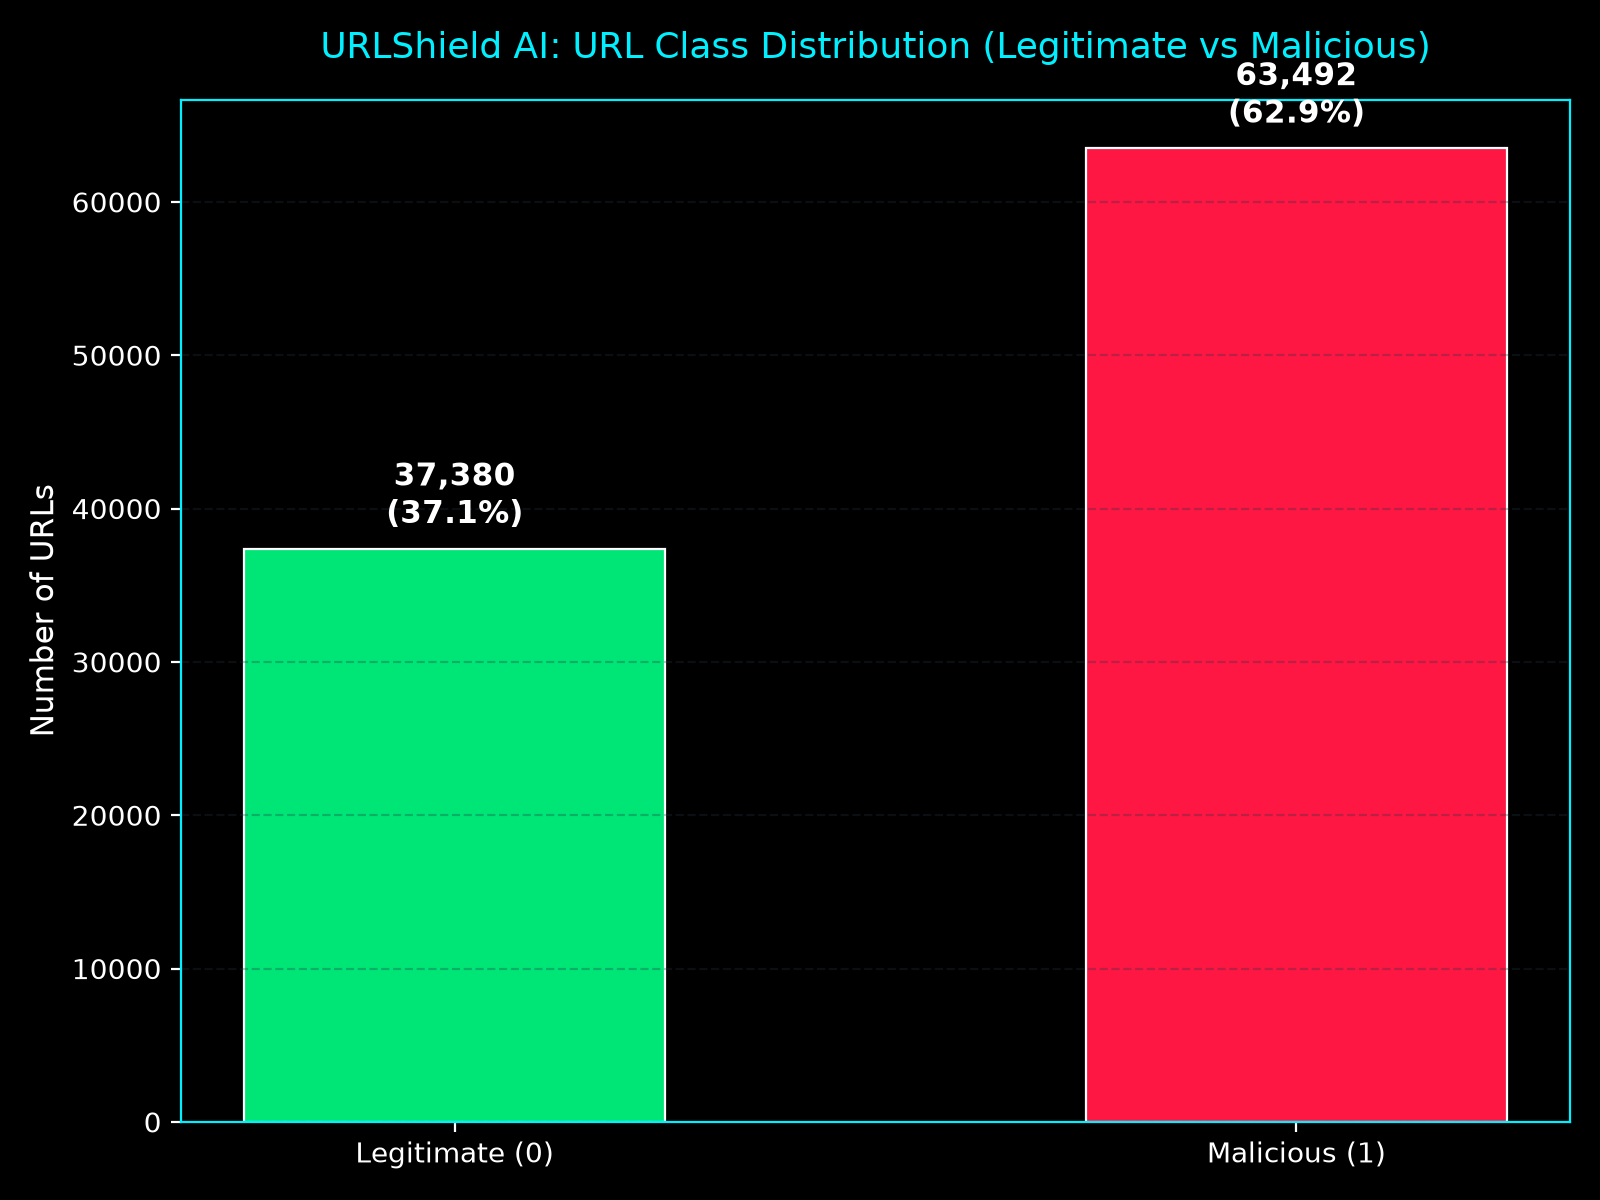 URLShield AI: URL Class Distribution (Legitimate vs Malicious)
63,492
(62.9%)
60000
50000
37,380
(37.1%)
40000
30000
20000
10000
0
Number of URLs
Legitimate (0)
Malicious (1)